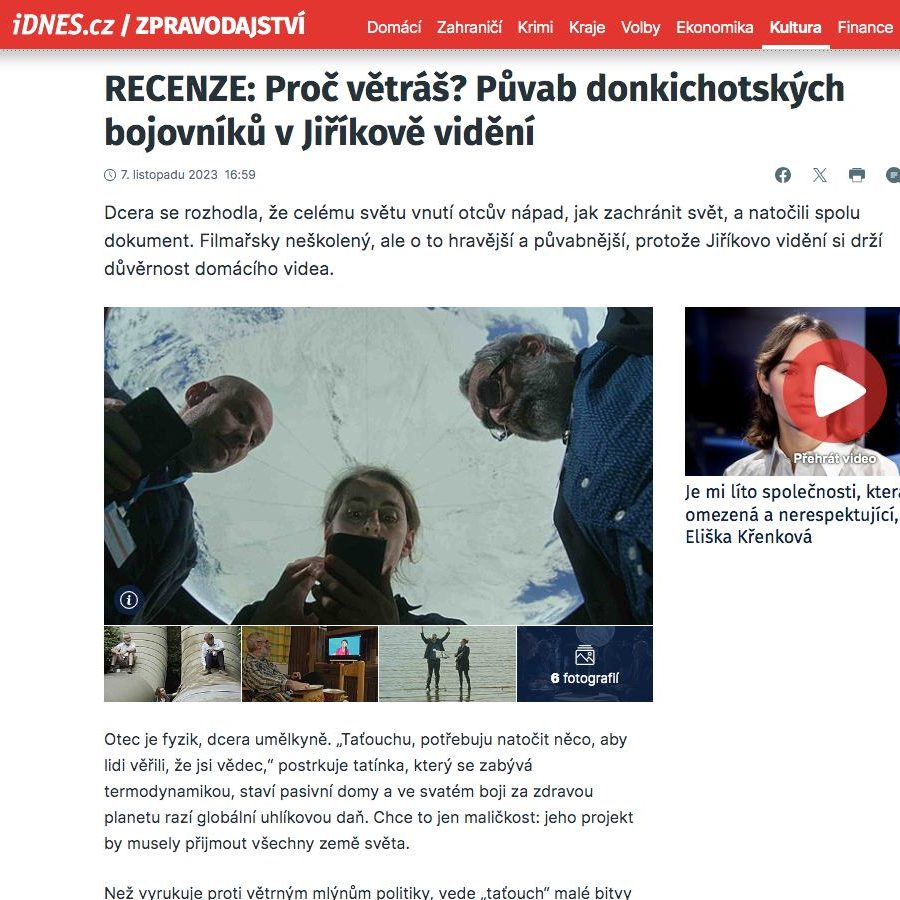 iDNES.cz / ZPRAVODAJSTVÍ
Domácí Zahraničí Krimi Kraje Volby Ekonomika Kultura Finance
RECENZE: Proč větráš? Půvab donkichotských
bojovníků v Jiříkově vidění
7. listopadu 2023 16:59
Dcera se rozhodla, že celému světu vnutí otcův nápad, jak zachránit svět, a natočili spolu
dokument. Filmařsky neškolený, ale o to hravější a půvabnější, protože Jiříkovo vidění si drží
důvěrnost domácího videa.
Přehrát video
Je mi líto společnosti, která
omezená a nerespektující,
Eliška Křenková
6 fotografií
Otec je fyzik, dcera umělkyně. „Taťouchu, potřebuju natočit něco, aby
lidi věřili, že jsi vědec,“ postrkuje tatínka, který se zabývá
termodynamikou, staví pasivní domy a ve svatém boji za zdravou
planetu razí globální uhlíkovou daň. Chce to jen maličkost: jeho projekt
by musely přijmout všechny země světa.
Než vyrukuje proti větrným mlýnům politiky, vede „taťouch“ malé bitvy